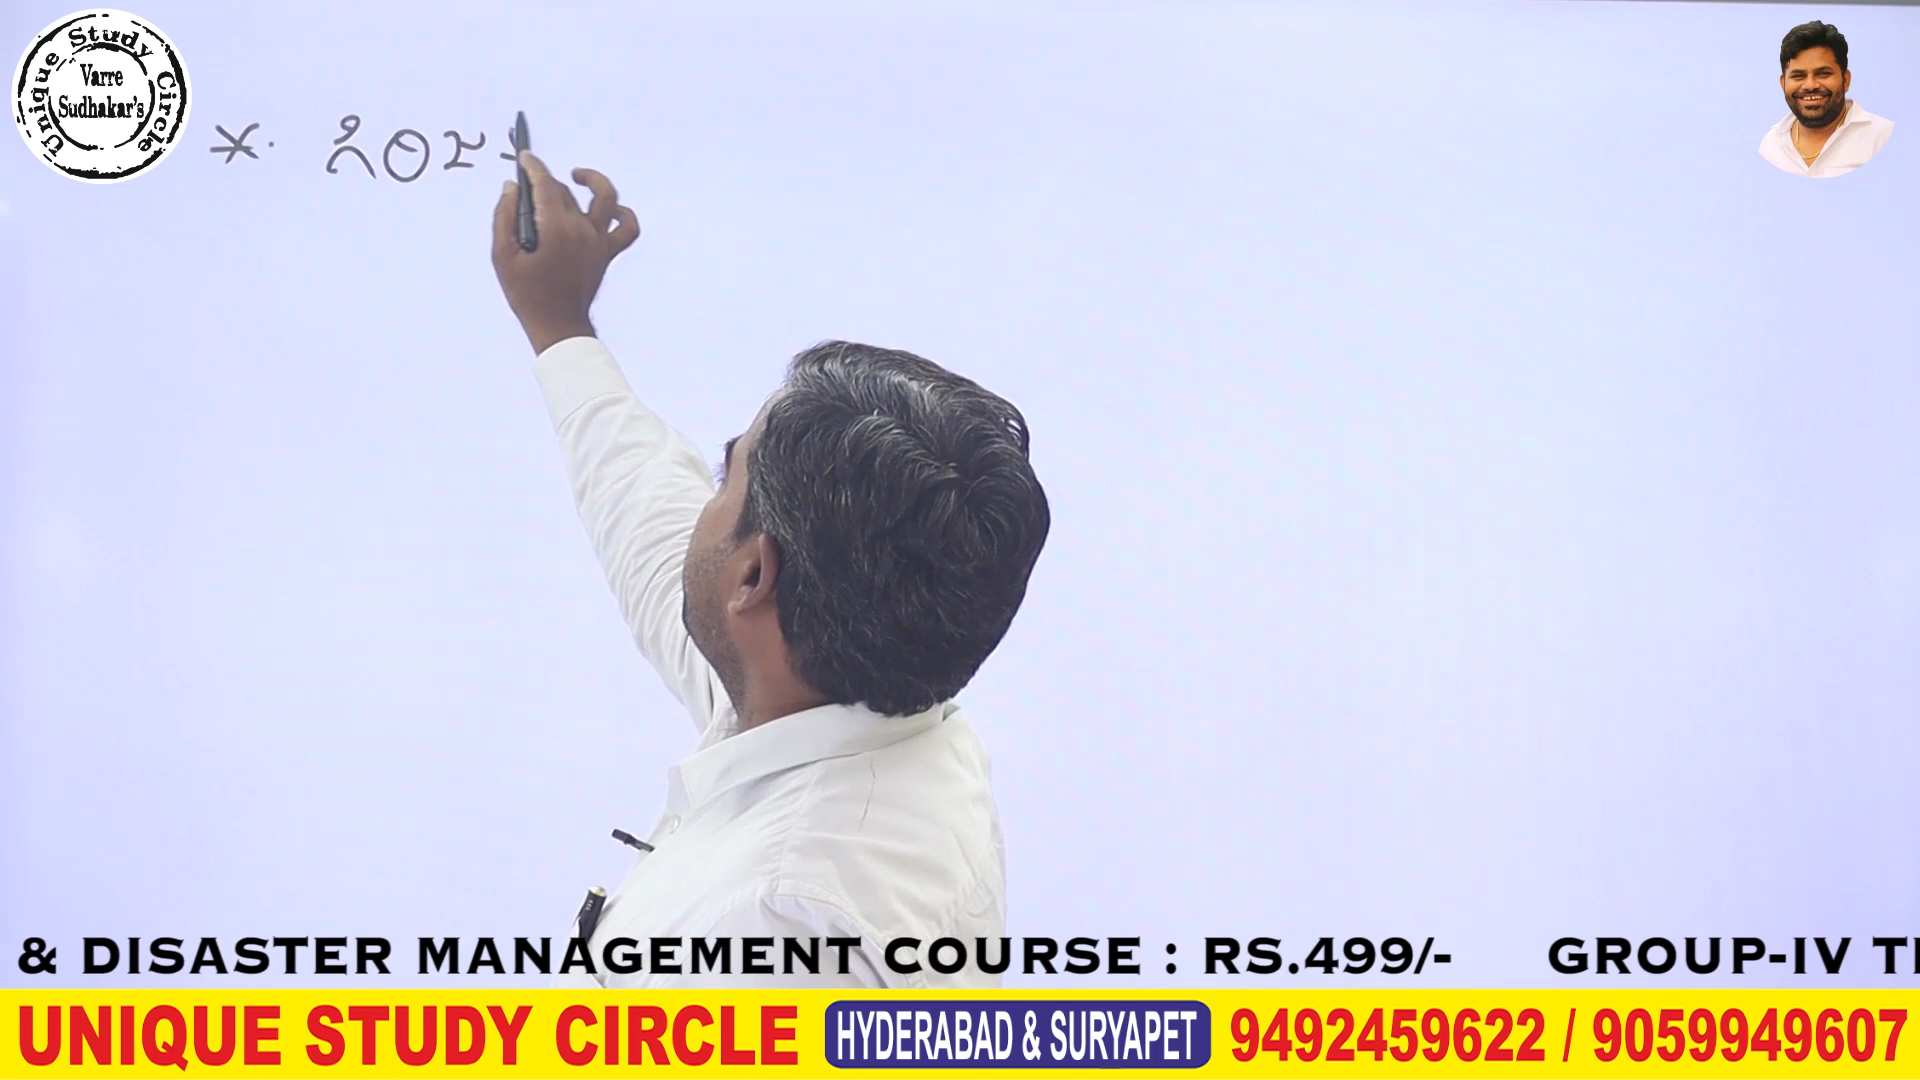 Unique Study Circle
Varre
Sudhakar's
& DISASTER MANAGEMENT COURSE : RS.499/- GROUP-IV
UNIQUE STUDY CIRCLE HYDERABAD & SURYAPET 9492459622 / 9059949607